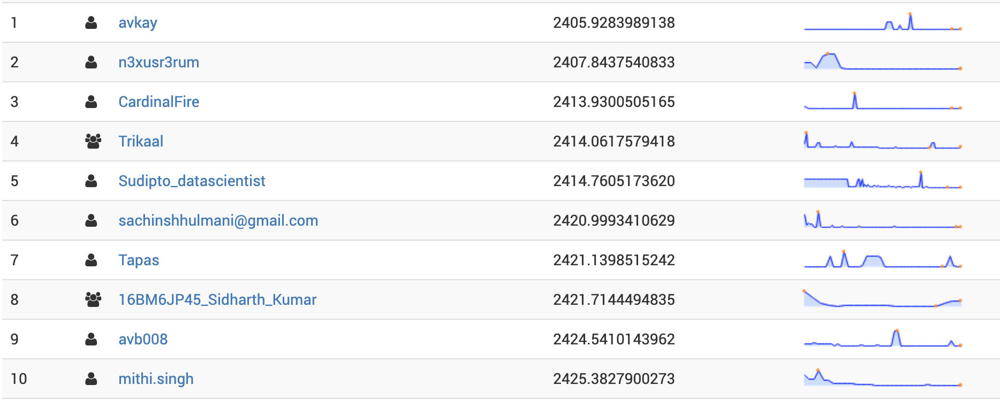 1 avkay 2405.9283989138
2 n3xusr3rum 2407.8437540833
3 CardinalFire 2413.9300505165
4 Trikaal 2414.0617579418
5 Sudipto_datascientist 2414.7605173620
6 sachinshhulmani@gmail.com 2420.9993410629
7 Tapas 2421.1398515242
8 16BM6JP45_Sidharth_Kumar 2421.7144494835
9 avb008 2424.5410143962
10 mithi.singh 2425.3827900273